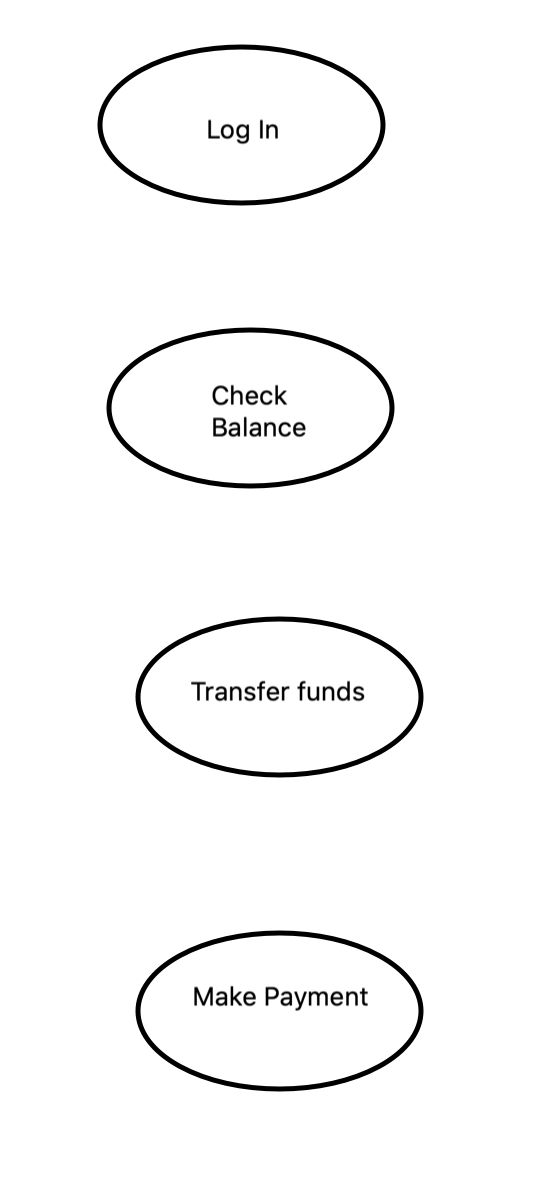 Log In
Check
Balance
Transfer funds
Make Payment